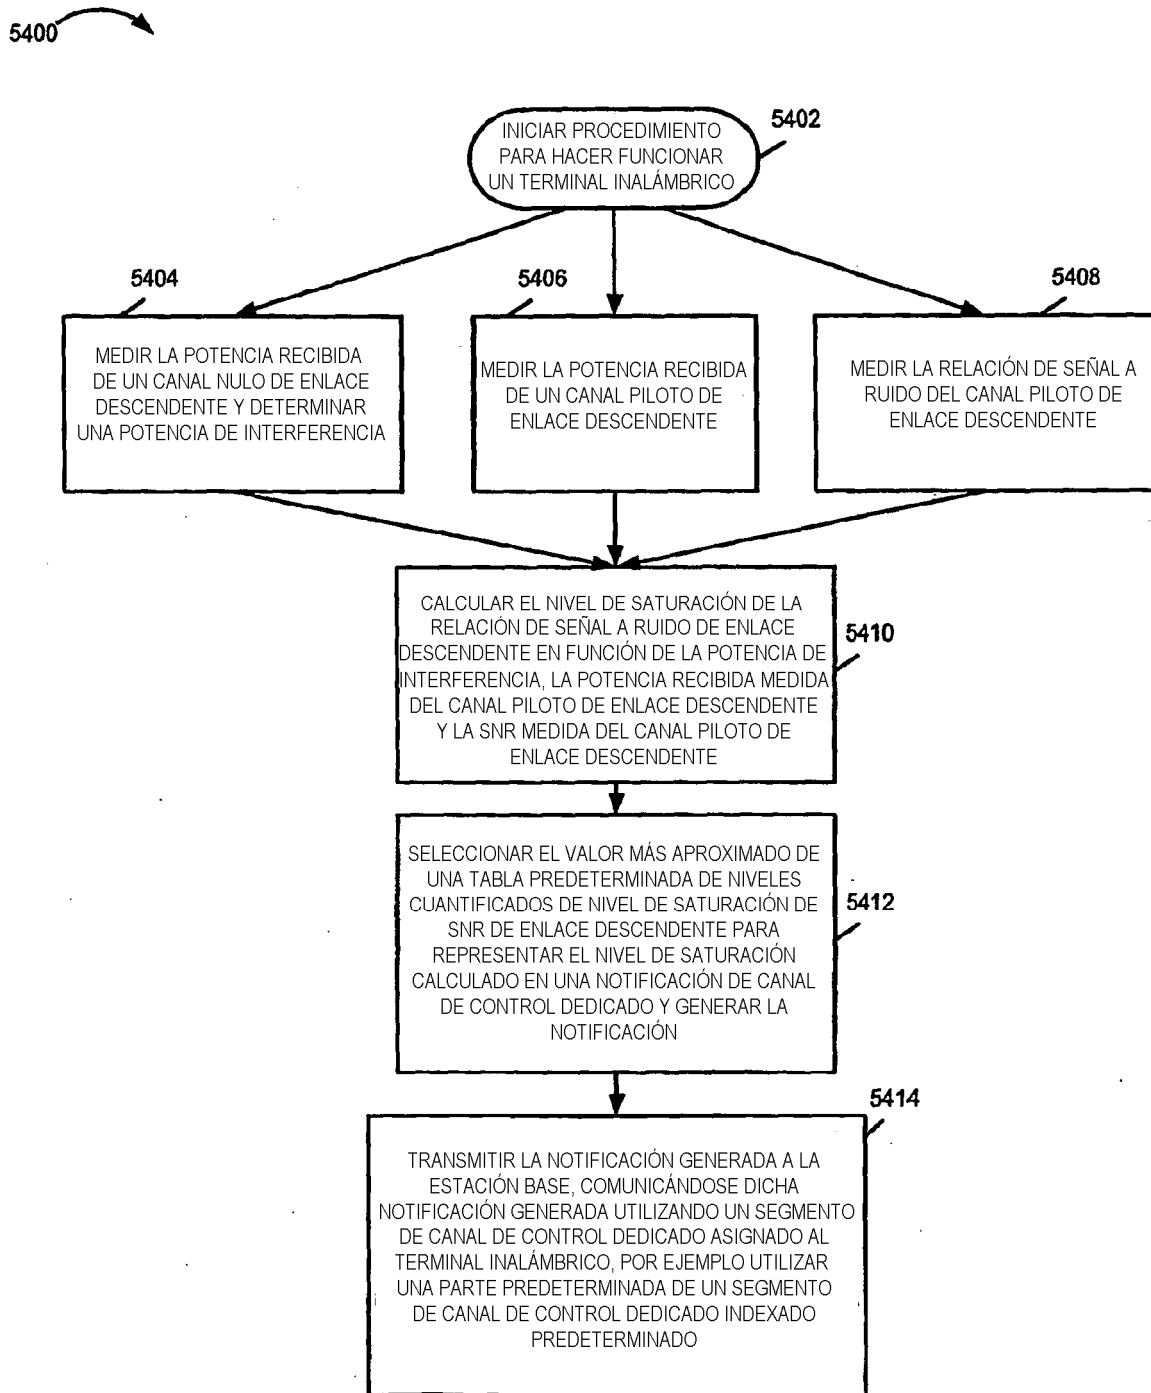 5400
5402
INICIAR PROCEDIMIENTO
PARA HACER FUNCIONAR
UN TERMINAL INALÁMBRICO
5404
MEDIR LA POTENCIA RECIBIDA
DE UN CANAL NULO DE ENLACE
DESCENDENTE Y DETERMINAR
UNA POTENCIA DE INTERFERENCIA
5406
MEDIR LA POTENCIA RECIBIDA
DE UN CANAL PILOTO DE
ENLACE DESCENDENTE
5408
MEDIR LA RELACIÓN DE SEÑAL A
RUIDO DEL CANAL PILOTO DE
ENLACE DESCENDENTE
5410
CALCULAR EL NIVEL DE SATURACIÓN DE LA
RELACIÓN DE SEÑAL A RUIDO DE ENLACE
DESCENDENTE EN FUNCIÓN DE LA POTENCIA DE
INTERFERENCIA, LA POTENCIA RECIBIDA MEDIDA
DEL CANAL PILOTO DE ENLACE DESCENDENTE
Y LA SNR MEDIDA DEL CANAL PILOTO DE
ENLACE DESCENDENTE
5412
SELECCIONAR EL VALOR MÁS APROXIMADO DE
UNA TABLA PREDETERMINADA DE NIVELES
CUANTIFICADOS DE NIVEL DE SATURACIÓN DE
SNR DE ENLACE DESCENDENTE PARA
REPRESENTAR EL NIVEL DE SATURACIÓN
CALCULADO EN UNA NOTIFICACIÓN DE CANAL
DE CONTROL DEDICADO Y GENERAR LA
NOTIFICACIÓN
5414
TRANSMITIR LA NOTIFICACIÓN GENERADA A LA
ESTACIÓN BASE, COMUNICÁNDOSE DICHA
NOTIFICACIÓN GENERADA UTILIZANDO UN SEGMENTO
DE CANAL DE CONTROL DEDICADO ASIGNADO AL
TERMINAL INALÁMBRICO, POR EJEMPLO UTILIZAR
UNA PARTE PREDETERMINADA DE UN SEGMENTO
DE CANAL DE CONTROL DEDICADO INDEXADO
PREDETERMINADO